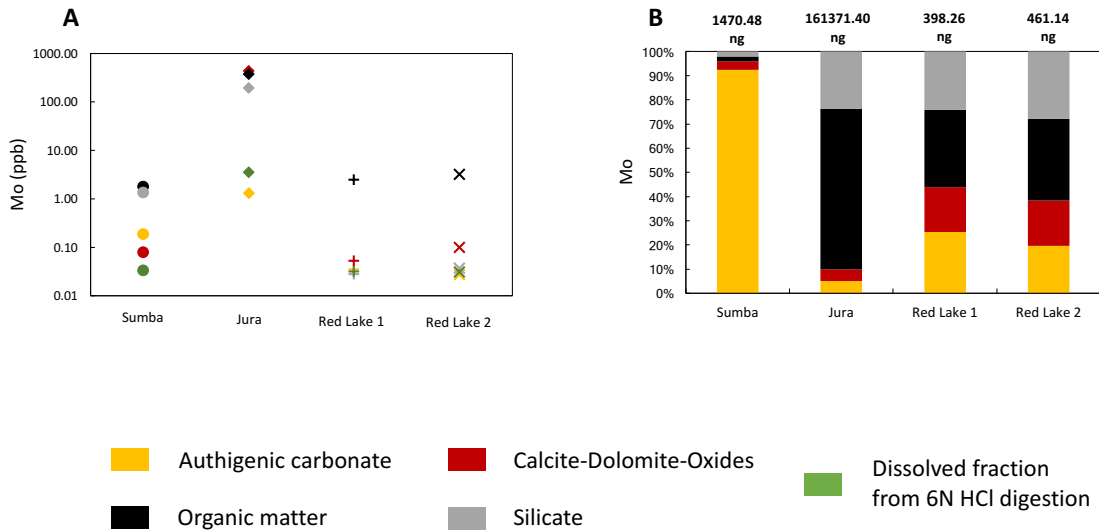 A
Mo (ppb)
1000.00
100.00
10.00
1.00
0.10
0.01
Sumba Jura Red Lake 1 Red Lake 2
B
1470.48 161371.40 398.26 461.14
ng ng ng ng
Mo
100%
90%
80%
70%
60%
50%
40%
30%
20%
10%
0%
Sumba Jura Red Lake 1 Red Lake 2
Authigenic carbonate
Calcite-Dolomite-Oxides
Organic matter
Silicate
Dissolved fraction
from 6N HCl digestion